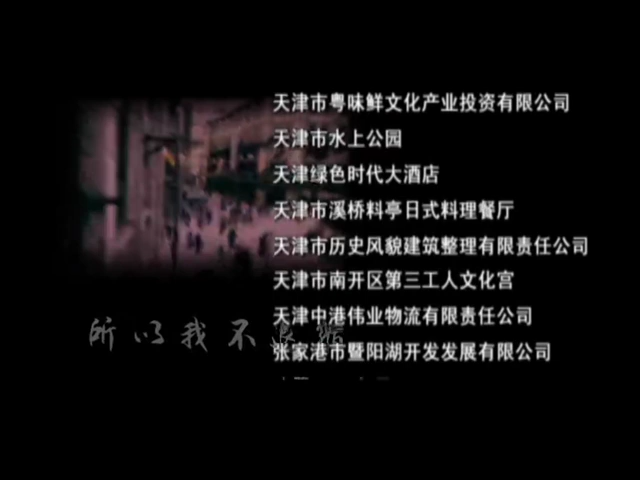 天津市粤味鲜文化产业投资有限公司
天津市水上公园
天津绿色时代大酒店
天津市溪桥料亭日式料理餐厅
天津市历史风貌建筑整理有限责任公司
天津市南开区第三工人文化宫
天津中港伟业物流有限责任公司
所以我不退缩
张家港市暨阳湖开发发展有限公司